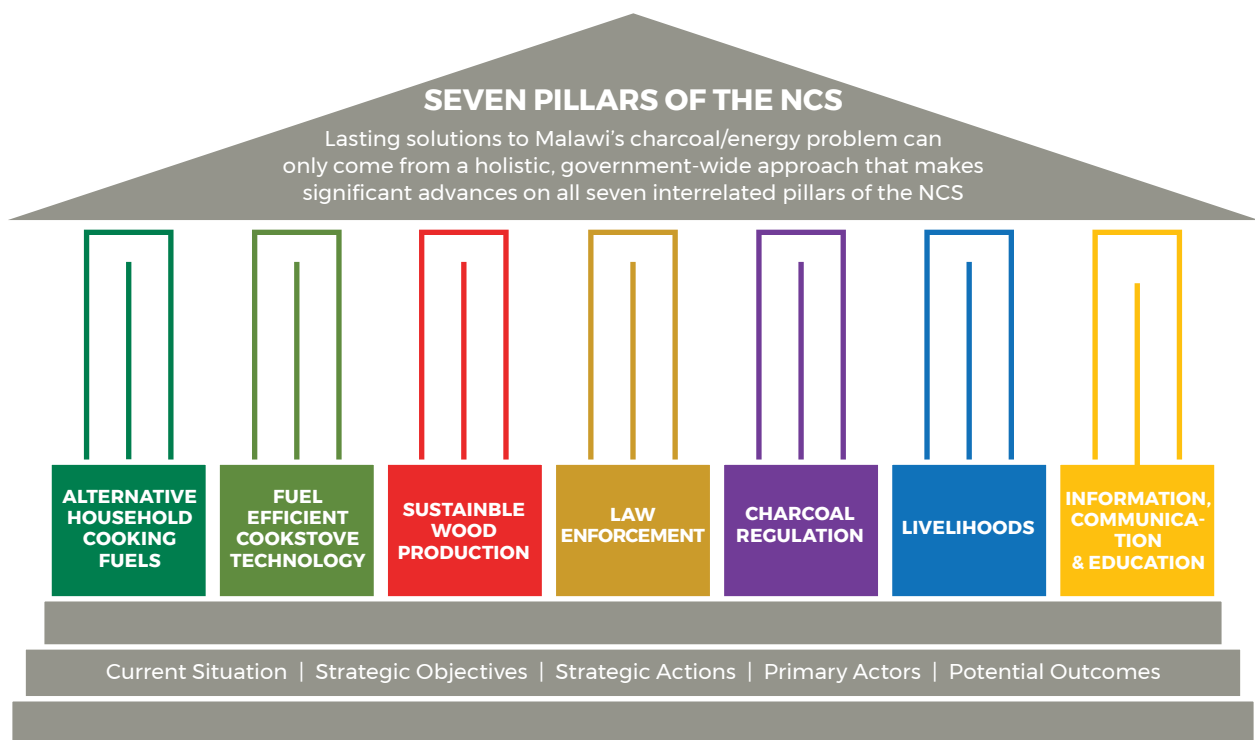 SEVEN PILLARS OF THE NCS
Lasting solutions to Malawi’s charcoal/energy problem can
only come from a holistic, government-wide approach that makes
significant advances on all seven interrelated pillars of the NCS
ALTERNATIVE
HOUSEHOLD
COOKING
FUELS
FUEL
EFFICIENT
COOKSTOVE
TECHNOLOGY
SUSTAINBLE
WOOD
PRODUCTION
LAW
ENFORCEMENT
CHARCOAL
REGULATION
LIVELIHOODS
INFORMATION,
COMMUNICA-
TION
& EDUCATION
Current Situation | Strategic Objectives | Strategic Actions | Primary Actors | Potential Outcomes